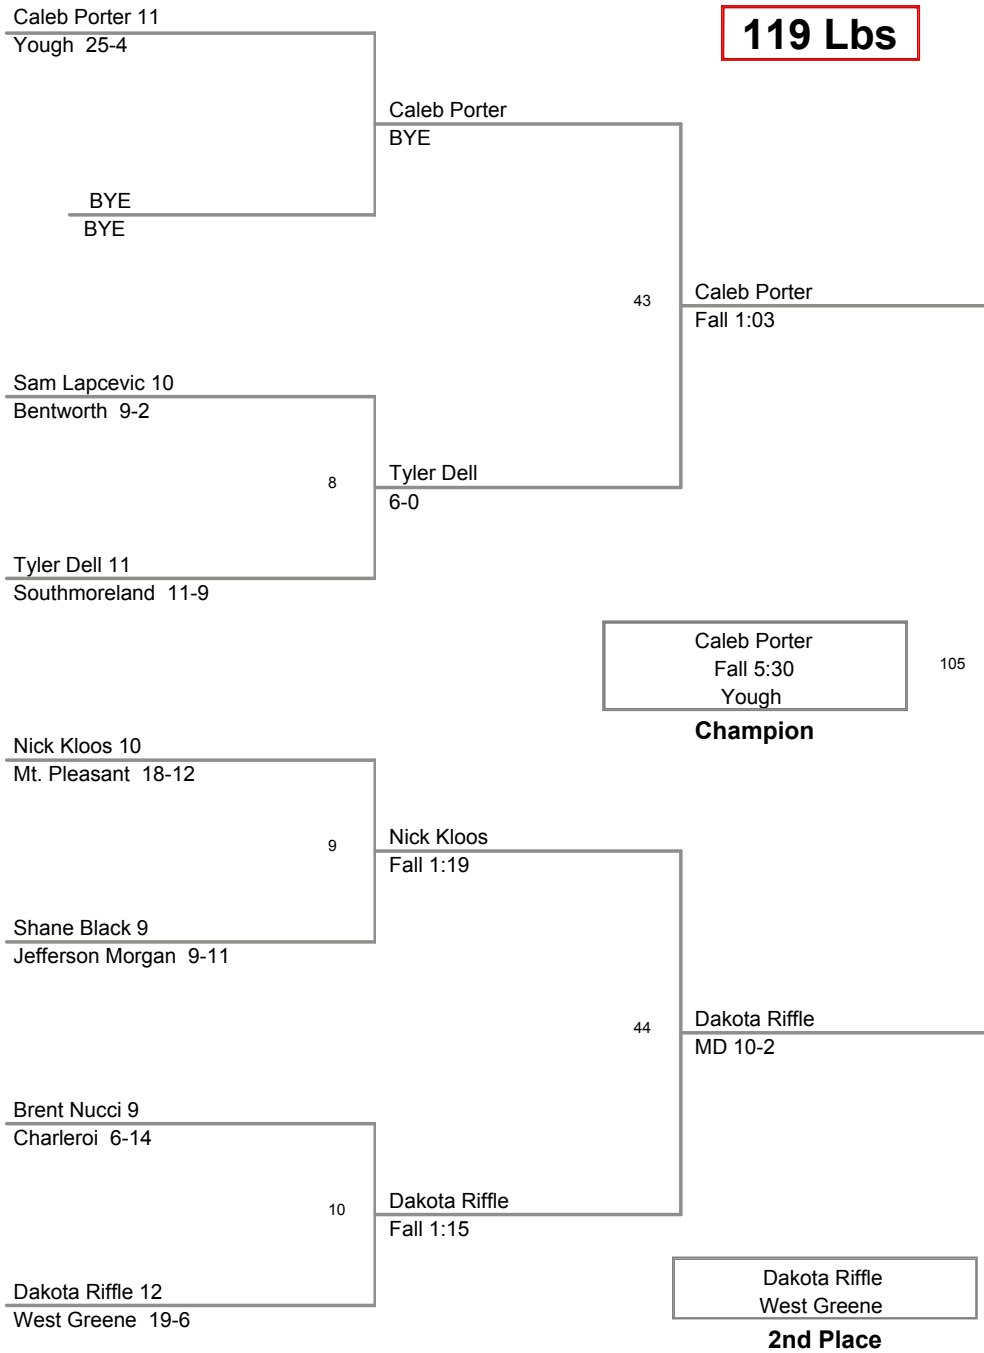 Caleb Porter 11
Yough 25-4
119 Lbs
Caleb Porter
BYE
BYE
BYE
43
Caleb Porter
Fall 1:03
Sam Lapcevic 10
Bentworth 9-2
8
Tyler Dell
6-0
Tyler Dell 11
Southmoreland 11-9
Caleb Porter
Fall 5:30
Yough
105
Champion
Nick Kloos 10
Mt. Pleasant 18-12
9
Nick Kloos
Fall 1:19
Shane Black 9
Jefferson Morgan 9-11
44
Dakota Riffle
MD 10-2
Brent Nucci 9
Charleroi 6-14
10
Dakota Riffle
Fall 1:15
Dakota Riffle 12
West Greene 19-6
Dakota Riffle
West Greene
2nd Place